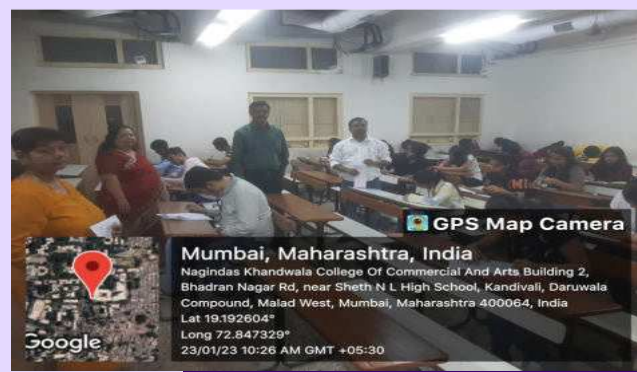 GPS Map Camera
Mumbai, Maharashtra, India
Nagindas Khandwala College Of Commercial And Arts Building 2,
Bhadran Nagar Rd, near Sheth N L High School, Kandivali, Daruwala
Compound, Malad West, Mumbai, Maharashtra 400064, India
Lat 19.192604°
Long 72.847329°
23/01/23 10:26 AM GMT +05:30
Google